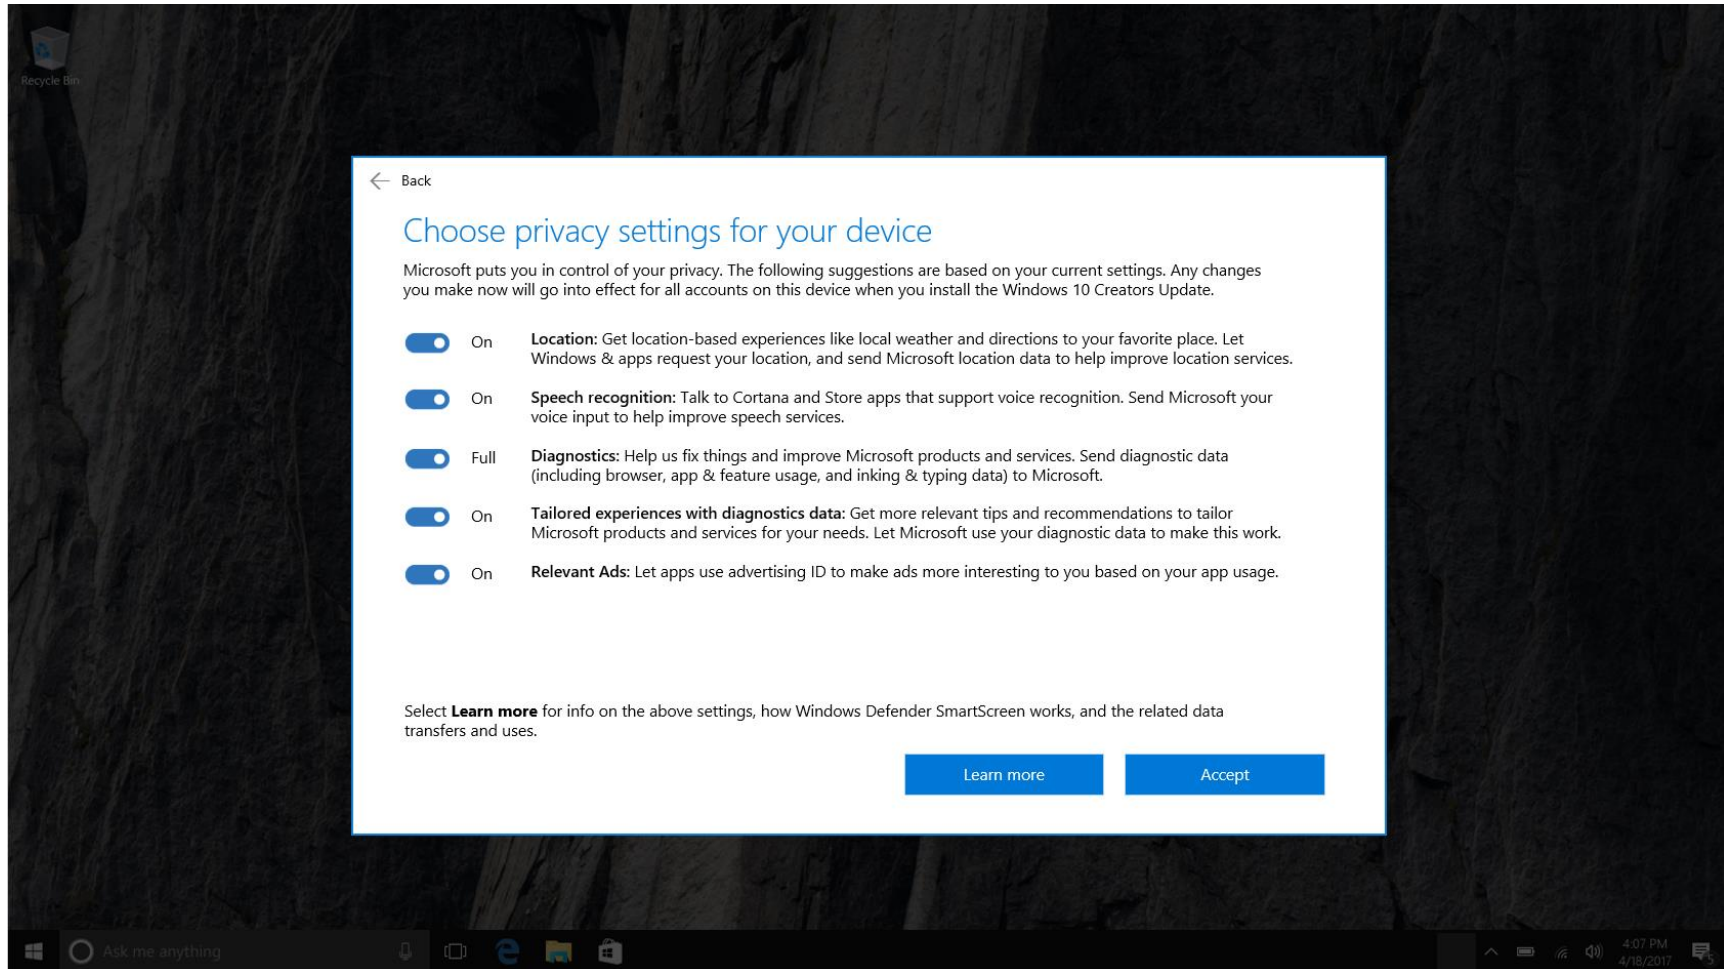 Recycle Bin
Back
Choose privacy settings for your device
Microsoft puts you in control of your privacy. The following suggestions are based on your current settings. Any changes
you make now will go into effect for all accounts on this device when you install the Windows 10 Creators Update.
On
Location: Get location-based experiences like local weather and directions to your favorite place. Let
Windows & apps request your location, and send Microsoft location data to help improve location services.
On
Speech recognition: Talk to Cortana and Store apps that support voice recognition. Send Microsoft your
voice input to help improve speech services.
Full
Diagnostics: Help us fix things and improve Microsoft products and services. Send diagnostic data
(including browser, app & feature usage, and inking & typing data) to Microsoft.
On
Tailored experiences with diagnostics data: Get more relevant tips and recommendations to tailor
Microsoft products and services for your needs. Let Microsoft use your diagnostic data to make this work.
On
Relevant Ads: Let apps use advertising ID to make ads more interesting to you based on your app usage.
Select Learn more for info on the above settings, how Windows Defender SmartScreen works, and the related data
transfers and uses.
Learn more
Accept
Ask me anything
4:07 PM
4/18/2017
5